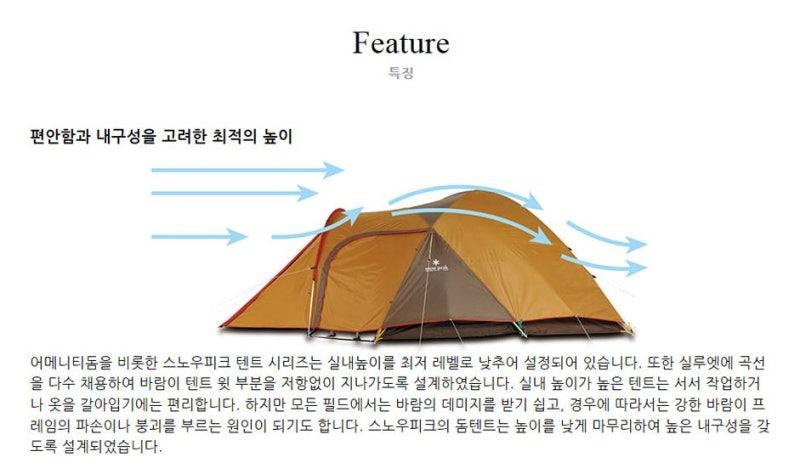 Feature
특징
편안함과 내구성을 고려한 최적의 높이
snow peak
어메니티돔을 비롯한 스노우피크 텐트 시리즈는 실내높이를 최저 레벨로 낮추어 설정되어 있습니다. 또한 실루엣에 곡선
을 다수 채용하여 바람이 텐트 윗 부분을 저항없이 지나가도록 설계하였습니다. 실내 높이가 높은 텐트는 서서 작업하거
나 옷을 갈아입기에는 편리합니다. 하지만 모든 필드에서는 바람의 데미지를 받기 쉽고, 경우에 따라서는 강한 바람이 프
레임의 파손이나 붕괴를 부르는 원인이 되기도 합니다. 스노우피크의 돔텐트는 높이를 낮게 마무리하여 높은 내구성을 갖
도록 설계되었습니다.